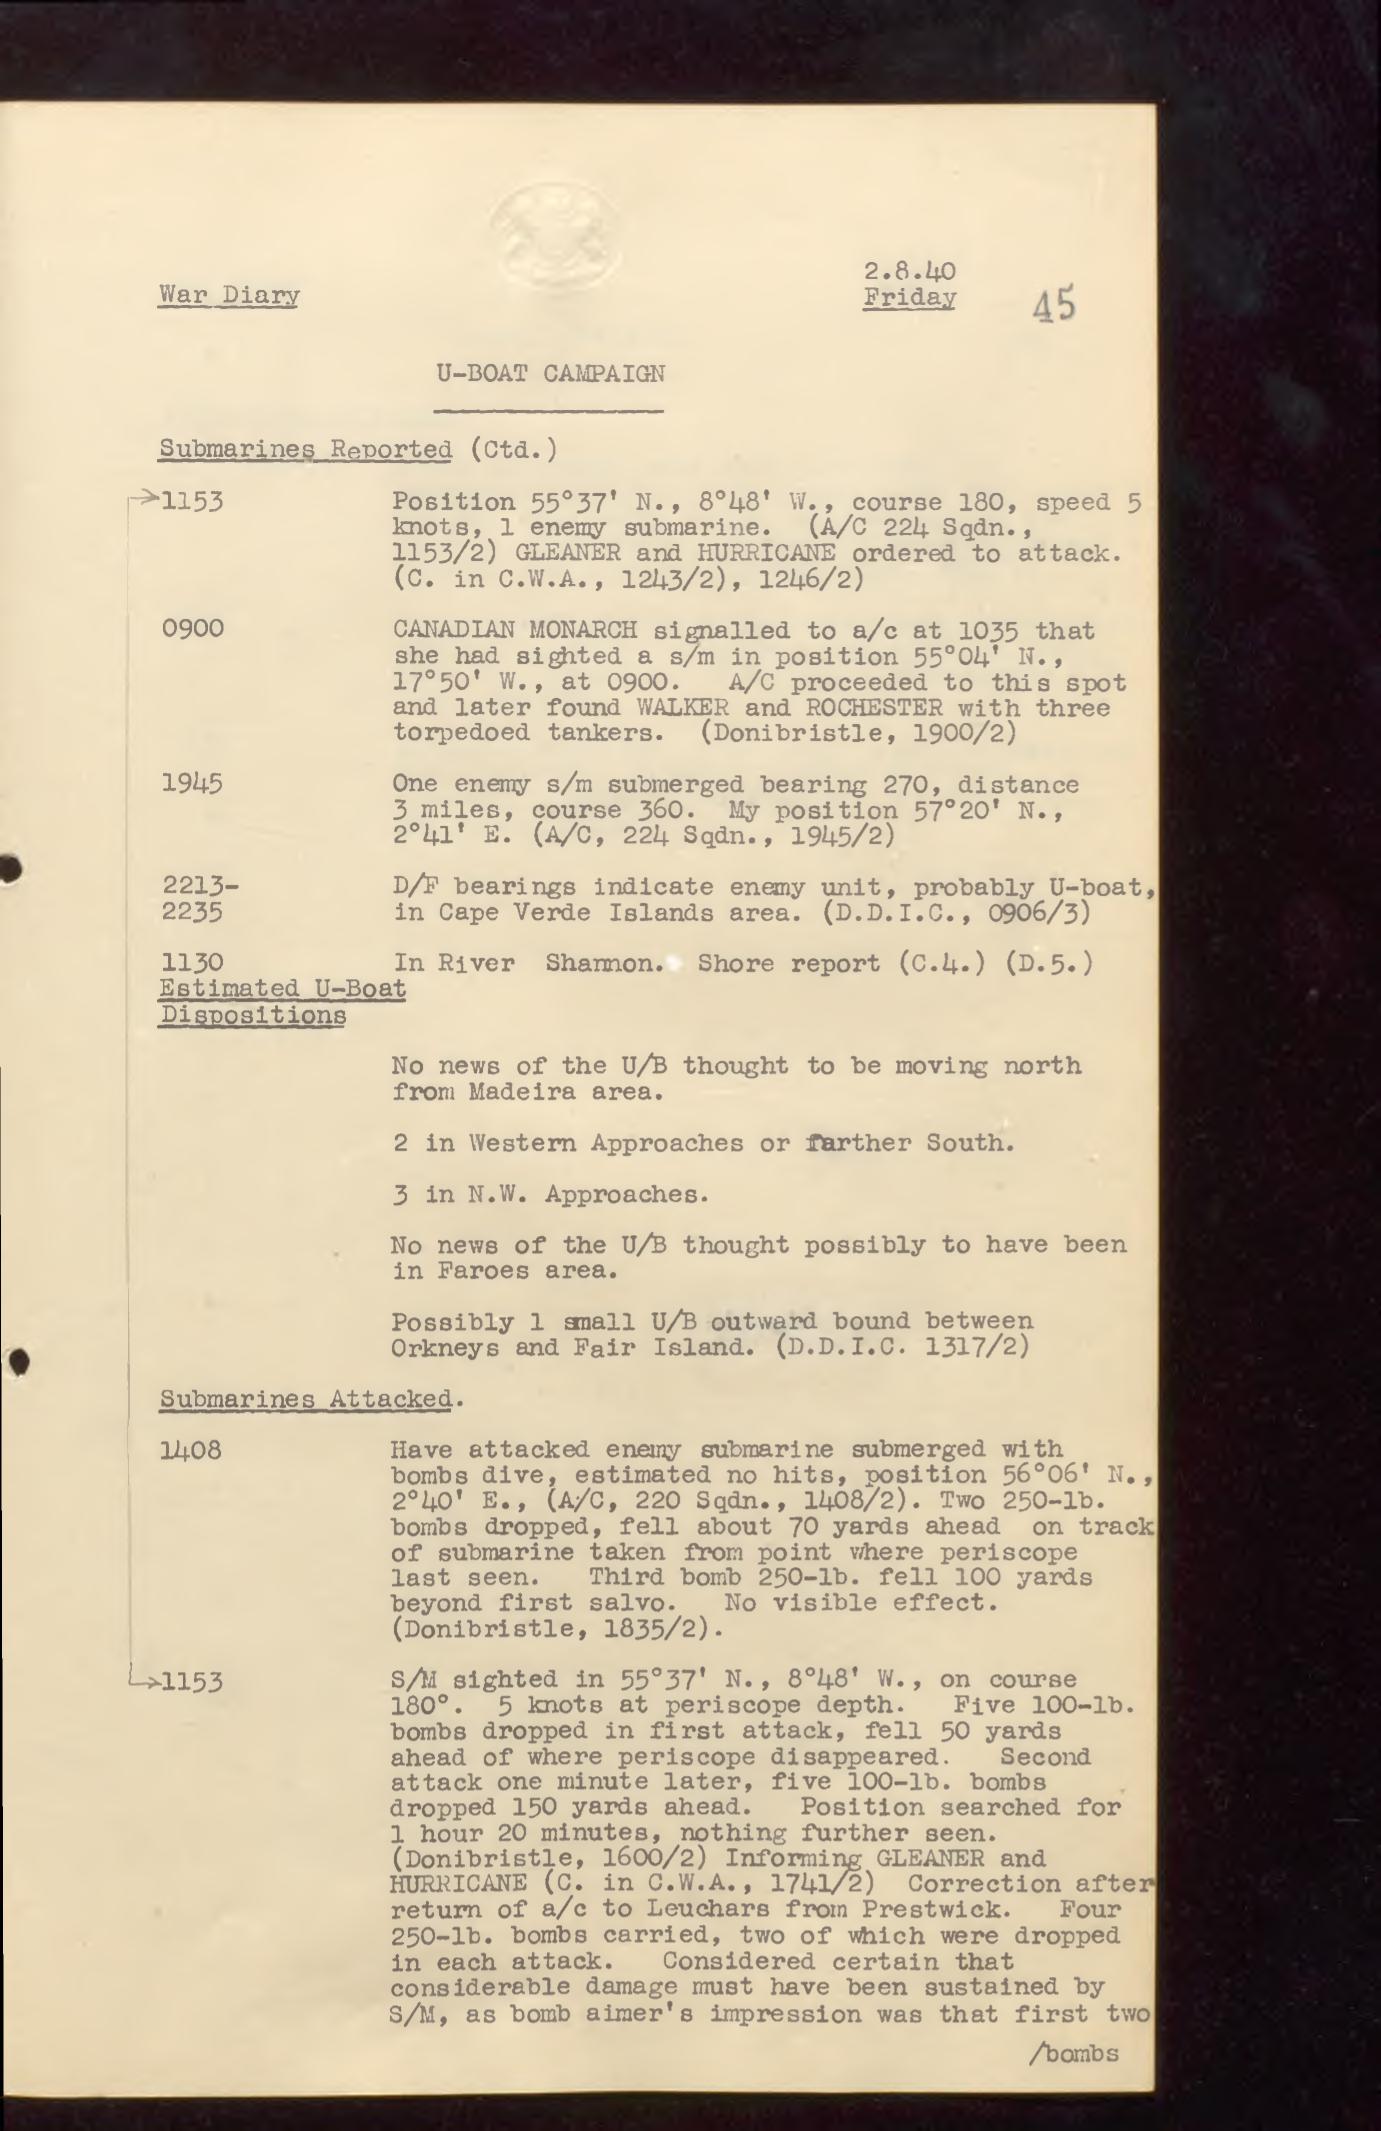 War Diary
2.8.40
Friday
45
U-BOAT CAMPAIGN
Submarines Reported (Ctd.)
1153 Position 55°37' N., 8°48' W., course 180, speed 5
knots, 1 enemy submarine. (A/C 224 Sqdn.,
1153/2) GLEANER and HURRICANE ordered to attack.
(C. in C.W.A., 1243/2), 1246/2)
0900 CANADIAN MONARCH signalled to a/c at 1035 that
she had sighted a s/m in position 55°04' N.,
17°50' W., at 0900. A/C proceeded to this spot
and later found WALKER and ROCHESTER with three
torpedoed tankers. (Donibristle, 1900/2)
1945 One enemy s/m submerged bearing 270, distance
3 miles, course 360. My position 57°20' N.,
2°41' E. (A/C, 224 Sqdn., 1945/2)
2213- D/F bearings indicate enemy unit, probably U-boat,
2235 in Cape Verde Islands area. (D.D.I.C., 0906/3)
1130 In River Shannon. Shore report (C.4.) (D.5.)
Estimated U-Boat
Dispositions
No news of the U/B thought to be moving north
from Madeira area.
2 in Western Approaches or farther South.
3 in N.W. Approaches.
No news of the U/B thought possibly to have been
in Faroes area.
Possibly 1 small U/B outward bound between
Orkneys and Fair Island. (D.D.I.C. 1317/2)
Submarines Attacked.
1408 Have attacked enemy submarine submerged with
bombs dive, estimated no hits, position 56°06' N.,
2°40' E., (A/C, 220 Sqdn., 1408/2). Two 250-lb.
bombs dropped, fell about 70 yards ahead on track
of submarine taken from point where periscope
last seen. Third bomb 250-lb. fell 100 yards
beyond first salvo. No visible effect.
(Donibristle, 1835/2).
1153 S/M sighted in 55°37' N., 8°48' W., on course
180°. 5 knots at periscope depth. Five 100-lb.
bombs dropped in first attack, fell 50 yards
ahead of where periscope disappeared. Second
attack one minute later, five 100-lb. bombs
dropped 150 yards ahead. Position searched for
1 hour 20 minutes, nothing further seen.
(Donibristle, 1600/2) Informing GLEANER and
HURRICANE (C. in C.W.A., 1741/2) Correction after
return of a/c to Leuchars from Prestwick. Four
250-lb. bombs carried, two of which were dropped
in each attack. Considered certain that
considerable damage must have been sustained by
S/M, as bomb aimer's impression was that first two
/bombs